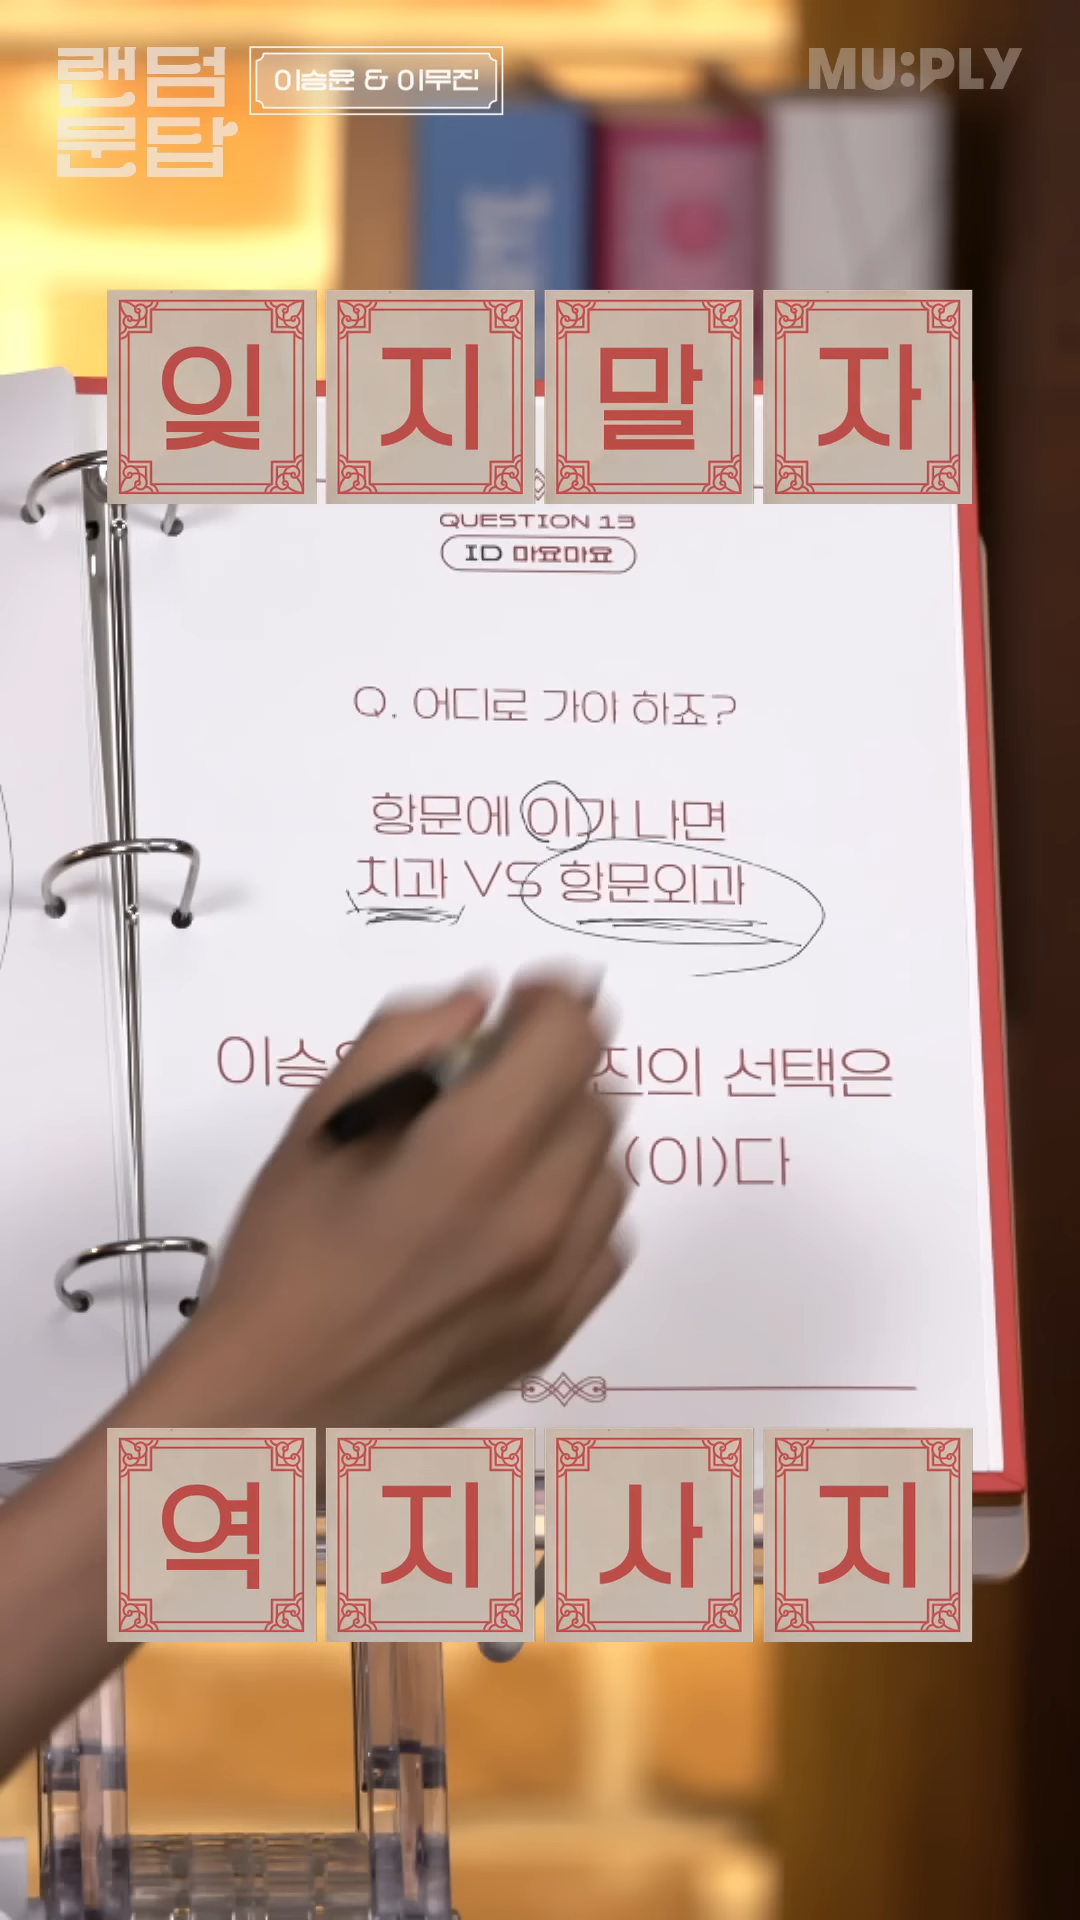 랜덤
문답
이승윤 & 이무진
MU:PLY
잊지말자
QUESTION 13
ID 마요마요
Q. 어디로 가야 하죠?
항문에 이가 나면
치과 VS 항문외과
이승 진의 선택은
(이)다
역지사지